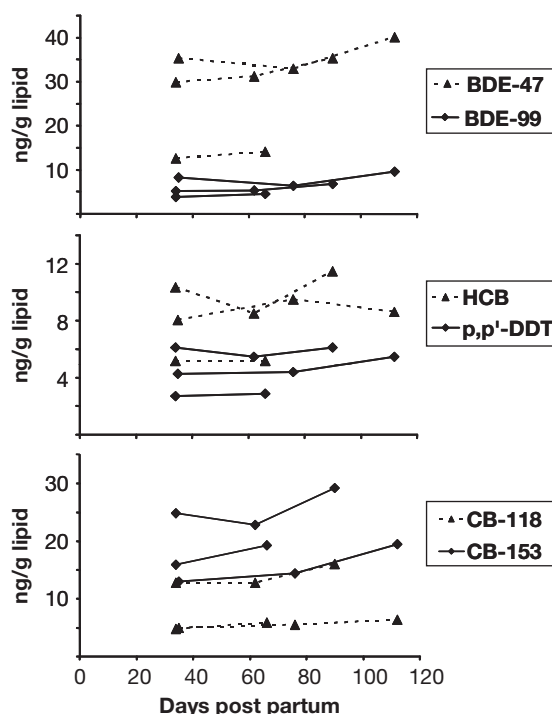 40
30
20
10
ng/g lipid
BDE-47
BDE-99
12
8
4
ng/g lipid
HCB
p,p'-DDT
30
20
10
ng/g lipid
CB-118
CB-153
0 20 40 60 80 100 120
Days post partum